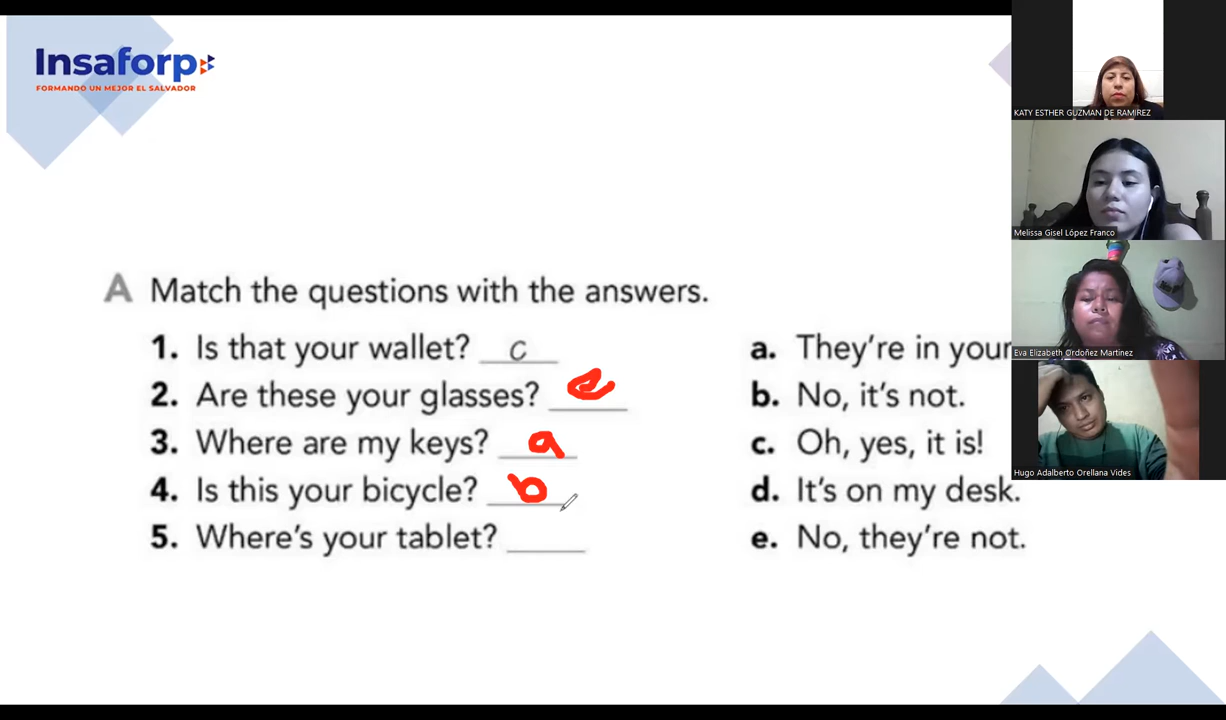 Insaforp
FORMANDO UN MEJOR EL SALVADOR
A Match the questions with the answers.
1. Is that your wallet? c
2. Are these your glasses? e
3. Where are my keys? a
4. Is this your bicycle? b
5. Where's your tablet?
a. They're in your
b. No, it's not.
c. Oh, yes, it is!
d. It's on my desk.
e. No, they're not.
KATY ESTHER GUZMAN DE RAMIREZ
Melissa Gisel López Franco
Eva Elizabeth Ordoñez Martinez
Hugo Adalberto Orellana Vides